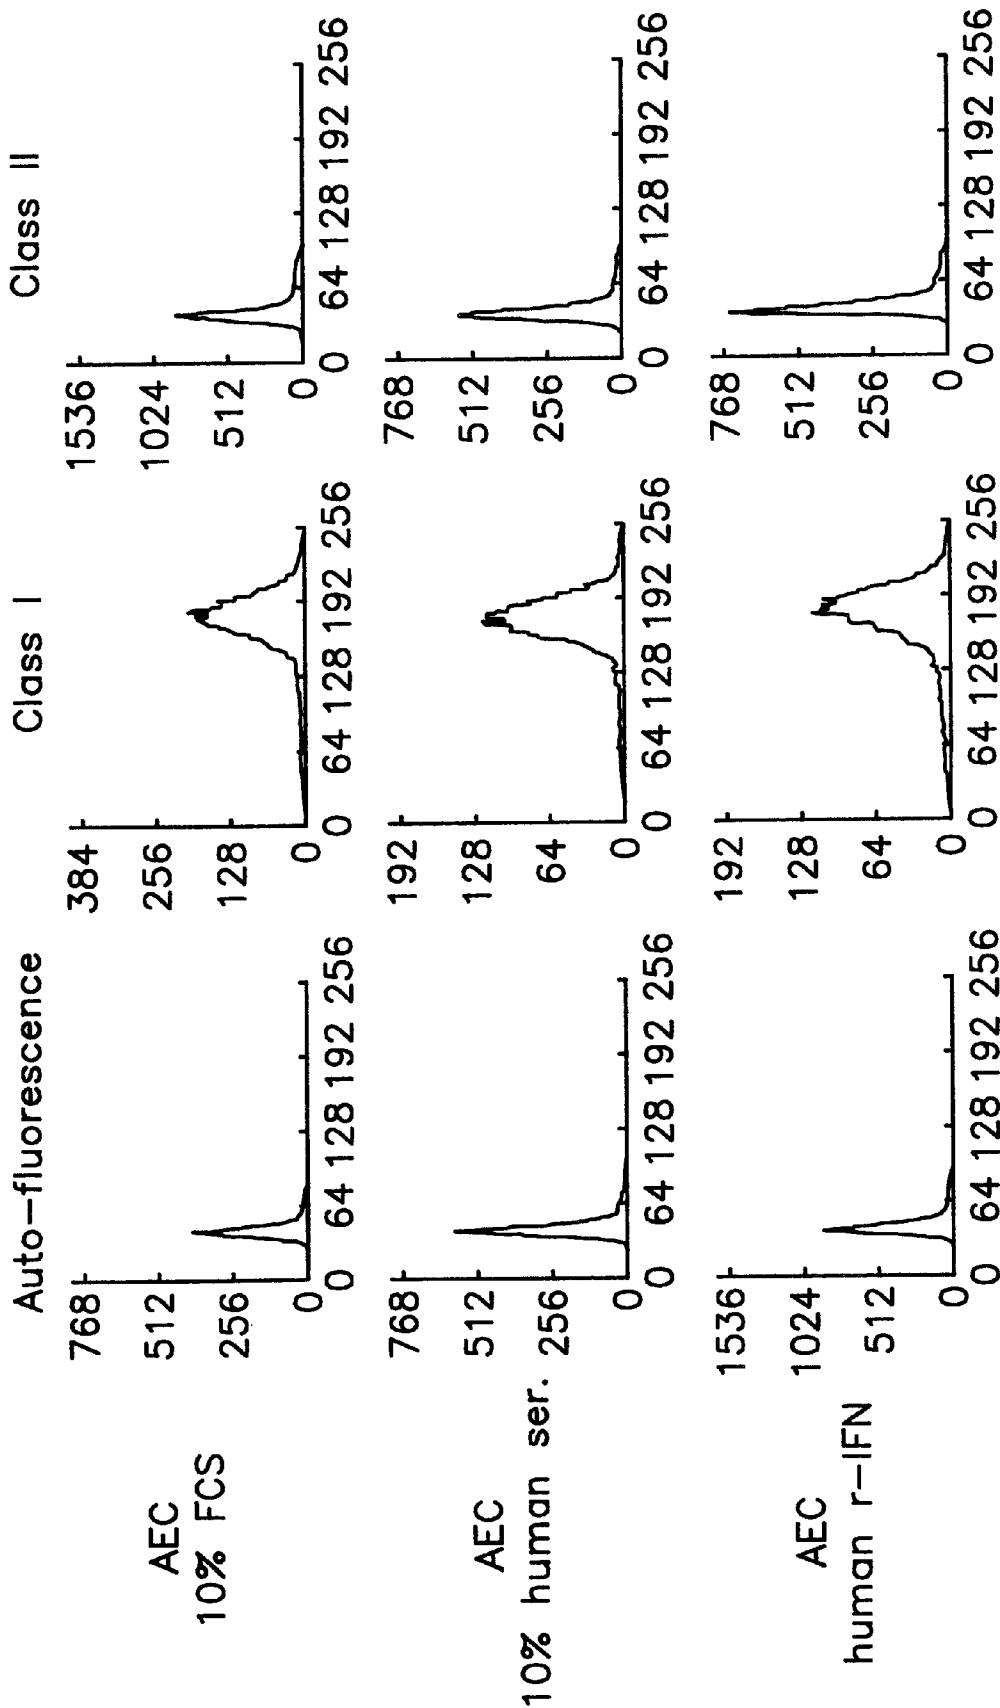 Auto-fluorescence
Class I
Class II
AEC
10% FCS
768
512
256
0
0 64 128 192 256
384
256
128
0
0 64 128 192 256
1536
1024
512
0
0 64 128 192 256
AEC
10% human ser.
768
512
256
0
0 64 128 192 256
192
128
64
0
0 64 128 192 256
768
512
256
0
0 64 128 192 256
AEC
human r-IFN
1536
1024
512
0
0 64 128 192 256
192
128
64
0
0 64 128 192 256
768
512
256
0
0 64 128 192 256